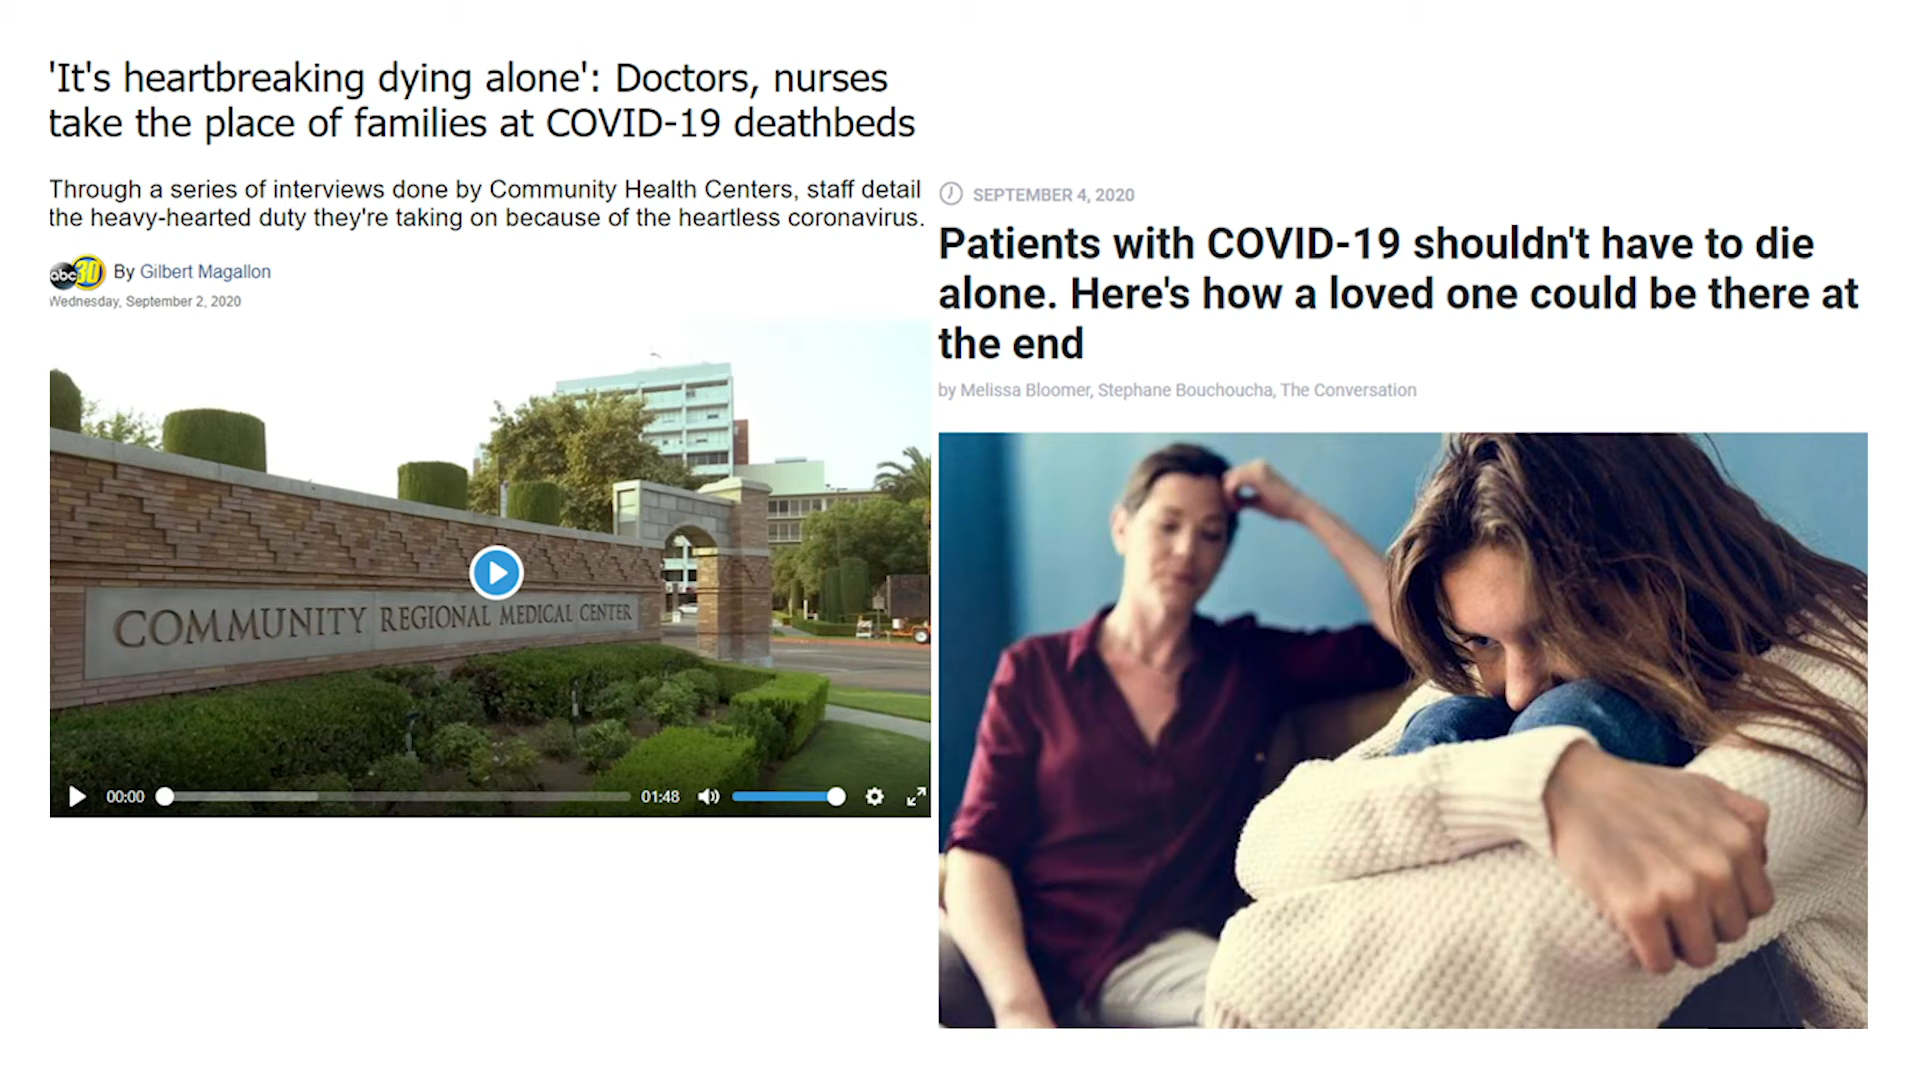 'It's heartbreaking dying alone': Doctors, nurses
take the place of families at COVID-19 deathbeds
Through a series of interviews done by Community Health Centers, staff detail
the heavy-hearted duty they're taking on because of the heartless coronavirus.
abc30 By Gilbert Magallon
Wednesday, September 2, 2020
COMMUNITY REGIONAL MEDICAL CENTER
00:00 01:48
SEPTEMBER 4, 2020
Patients with COVID-19 shouldn't have to die
alone. Here's how a loved one could be there at
the end
by Melissa Bloomer, Stephane Bouchoucha, The Conversation